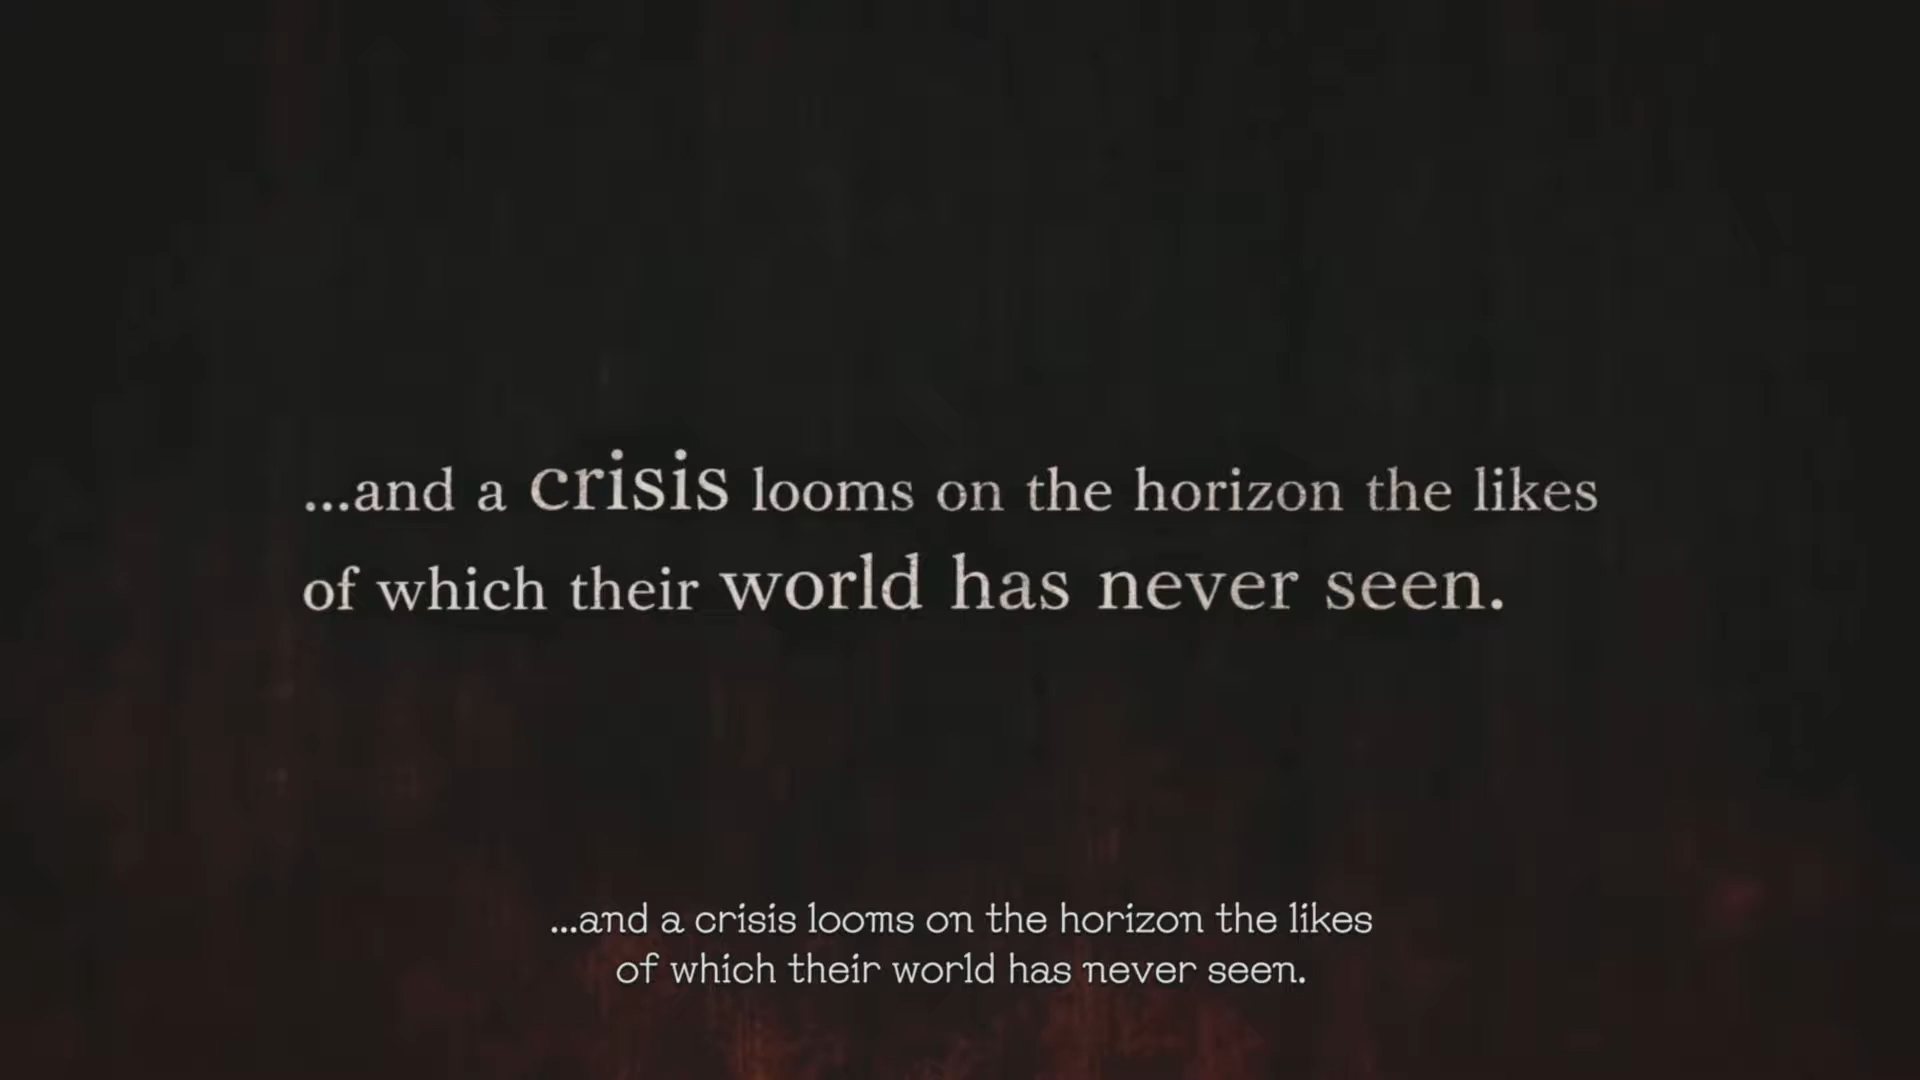 ...and a crisis looms on the horizon the likes
of which their world has never seen.
...and a crisis looms on the horizon the likes
of which their world has never seen.